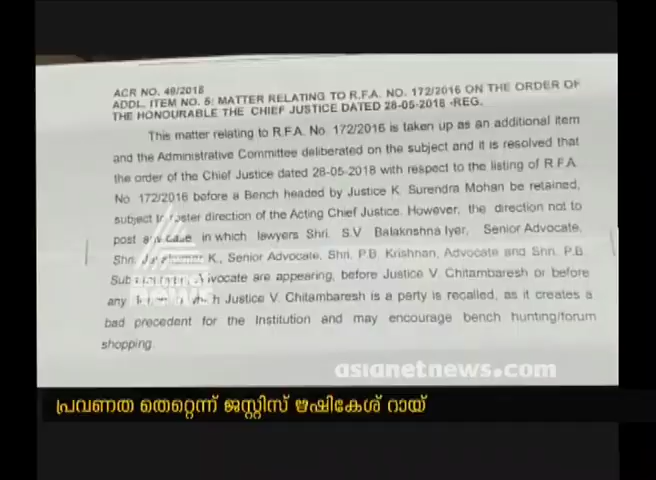 ACR NO. 49/2018
ADDL. ITEM NO. 5: MATTER RELATING TO R.F.A. NO. 172/2016 ON THE ORDER OF
THE HONOURABLE THE CHIEF JUSTICE DATED 28-05-2018 -REG.
This matter relating to R.F.A. No. 172/2016 is taken up as an additional item
and the Administrative Committee deliberated on the subject and it is resolved that
the order of the Chief Justice dated 28-05-2018 with respect to the listing of R.F.A.
No 172/2016 before a Bench headed by Justice K. Surendra Mohan be retained,
subject to roster direction of the Acting Chief Justice. However, the direction not to
post any case in which lawyers Shri. S.V Balaknshna Iyer, Senior Advocate,
Shri. K., Senior Advocate, Shri. P.B. Krishnan, Advocate and Shri. P.B.
Advocate are appearing, before Justice V. Chitambaresh or before
any which Justice V. Chitambaresh is a party is recalled, as it creates a
bad precedent for the Institution and may encourage bench hunting/forum
shopping.
NEWS
asianetnews.com
പ്രവണത തെറ്റെന്ന് ജസ്റ്റിസ് ഋഷികേശ് റായ്